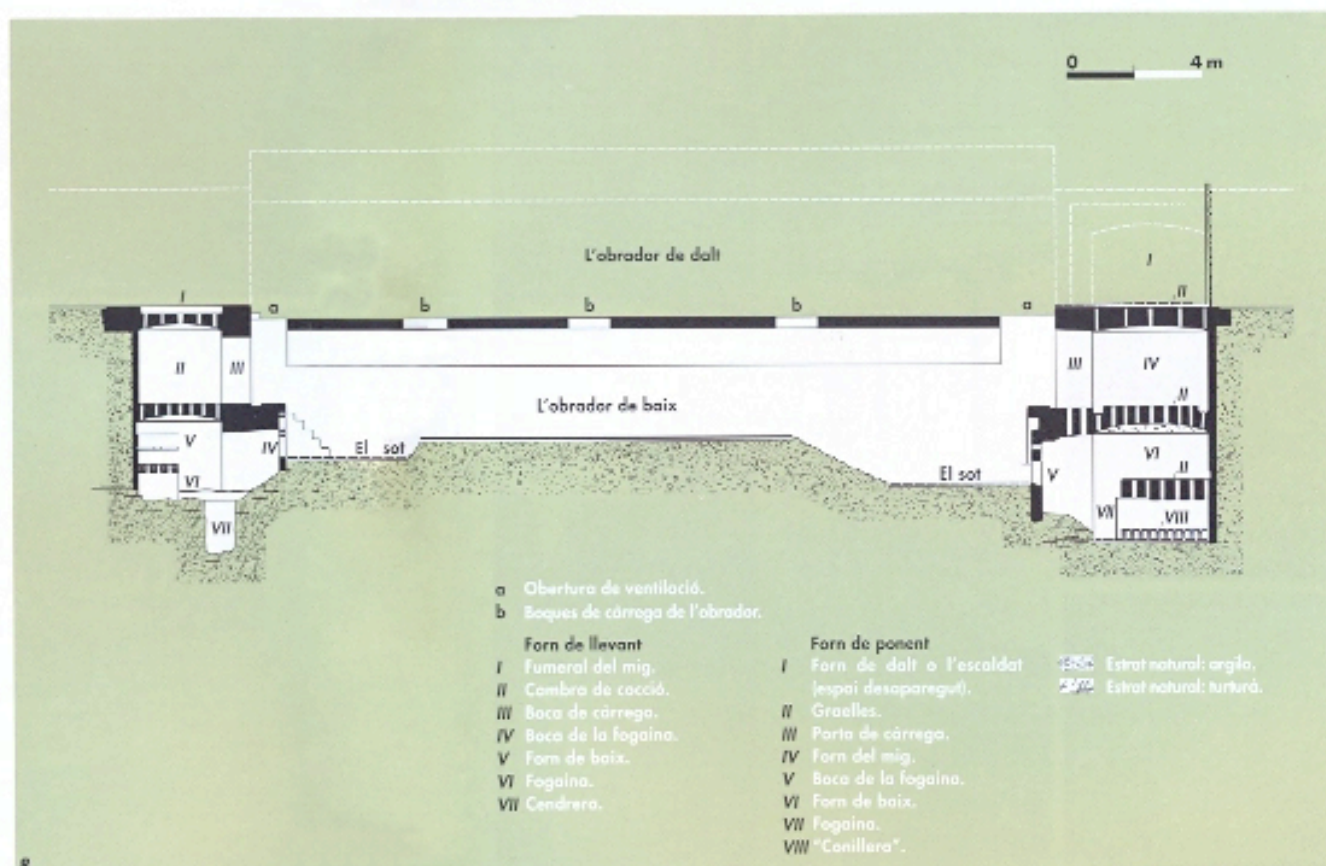 0 4 m
L'obrador de dalt
I
II
I
a b b b a
II III III IV
II
L'obrador de baix
V IV El sot VI
VI El sot V II
VII VII VIII
a Obertura de ventilació.
b Boques de càrrega de l'obrador.
Forn de llevant
I Fumeral del mig.
II Cambra de cocció.
III Boca de càrrega.
IV Boca de la fogaina.
V Forn de baix.
VI Fogaina.
VII Cendrera.
Forn de ponent
I Forn de dalt o l'escaldat
(espai desaparegut).
II Graelles.
III Porta de càrrega.
IV Forn del mig.
V Boca de la fogaina.
VI Forn de baix.
VII Fogaina.
VIII "Conillera".
Estrat natural: argila.
Estrat natural: turturà.